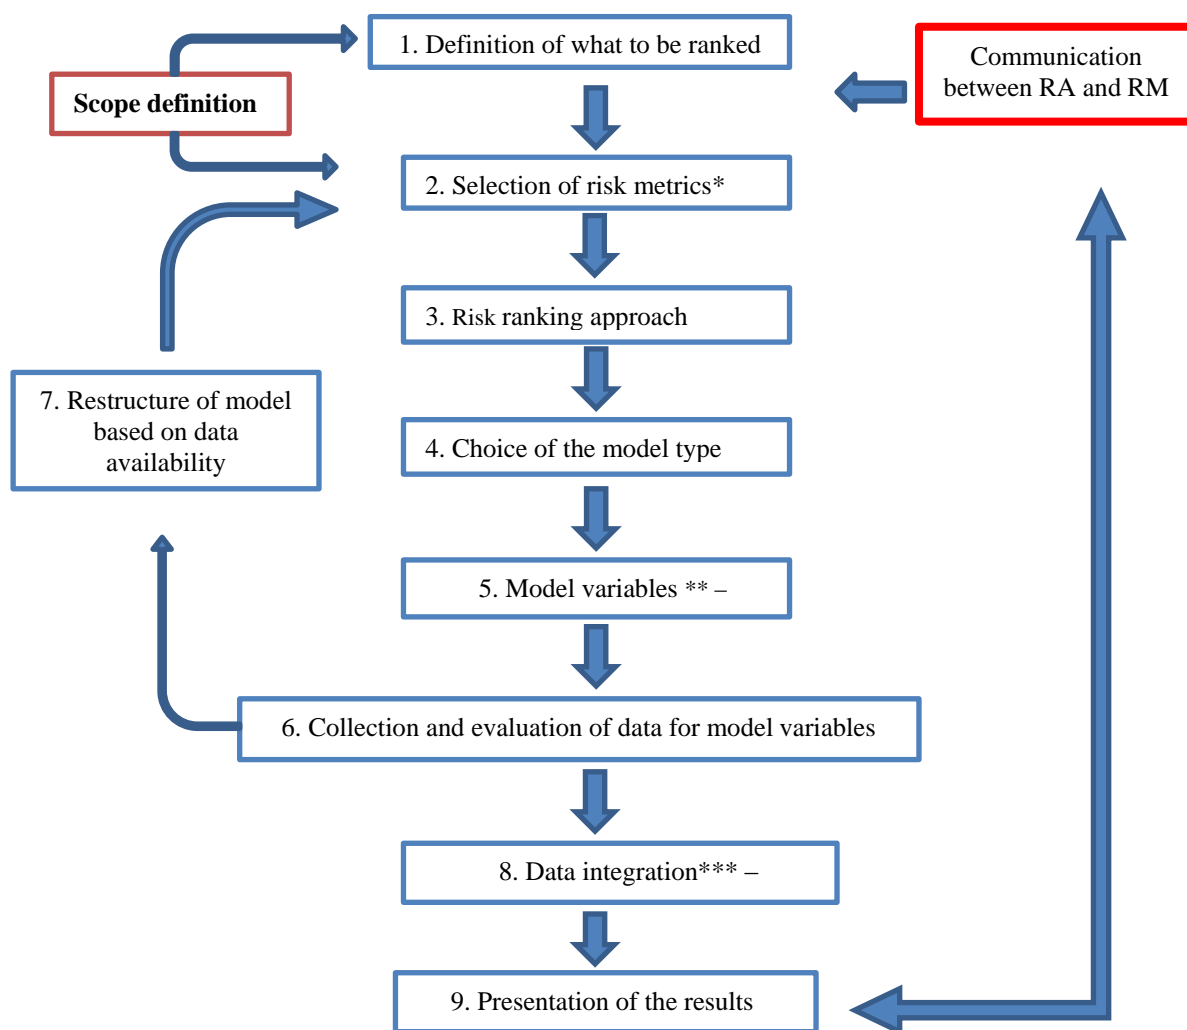 1. Definition of what to be ranked
Communication
between RA and RM
Scope definition
2. Selection of risk metrics*
3. Risk ranking approach
7. Restructure of model
based on data
availability
4. Choice of the model type
5. Model variables ** –
6. Collection and evaluation of data for model variables
8. Data integration*** –
9. Presentation of the results